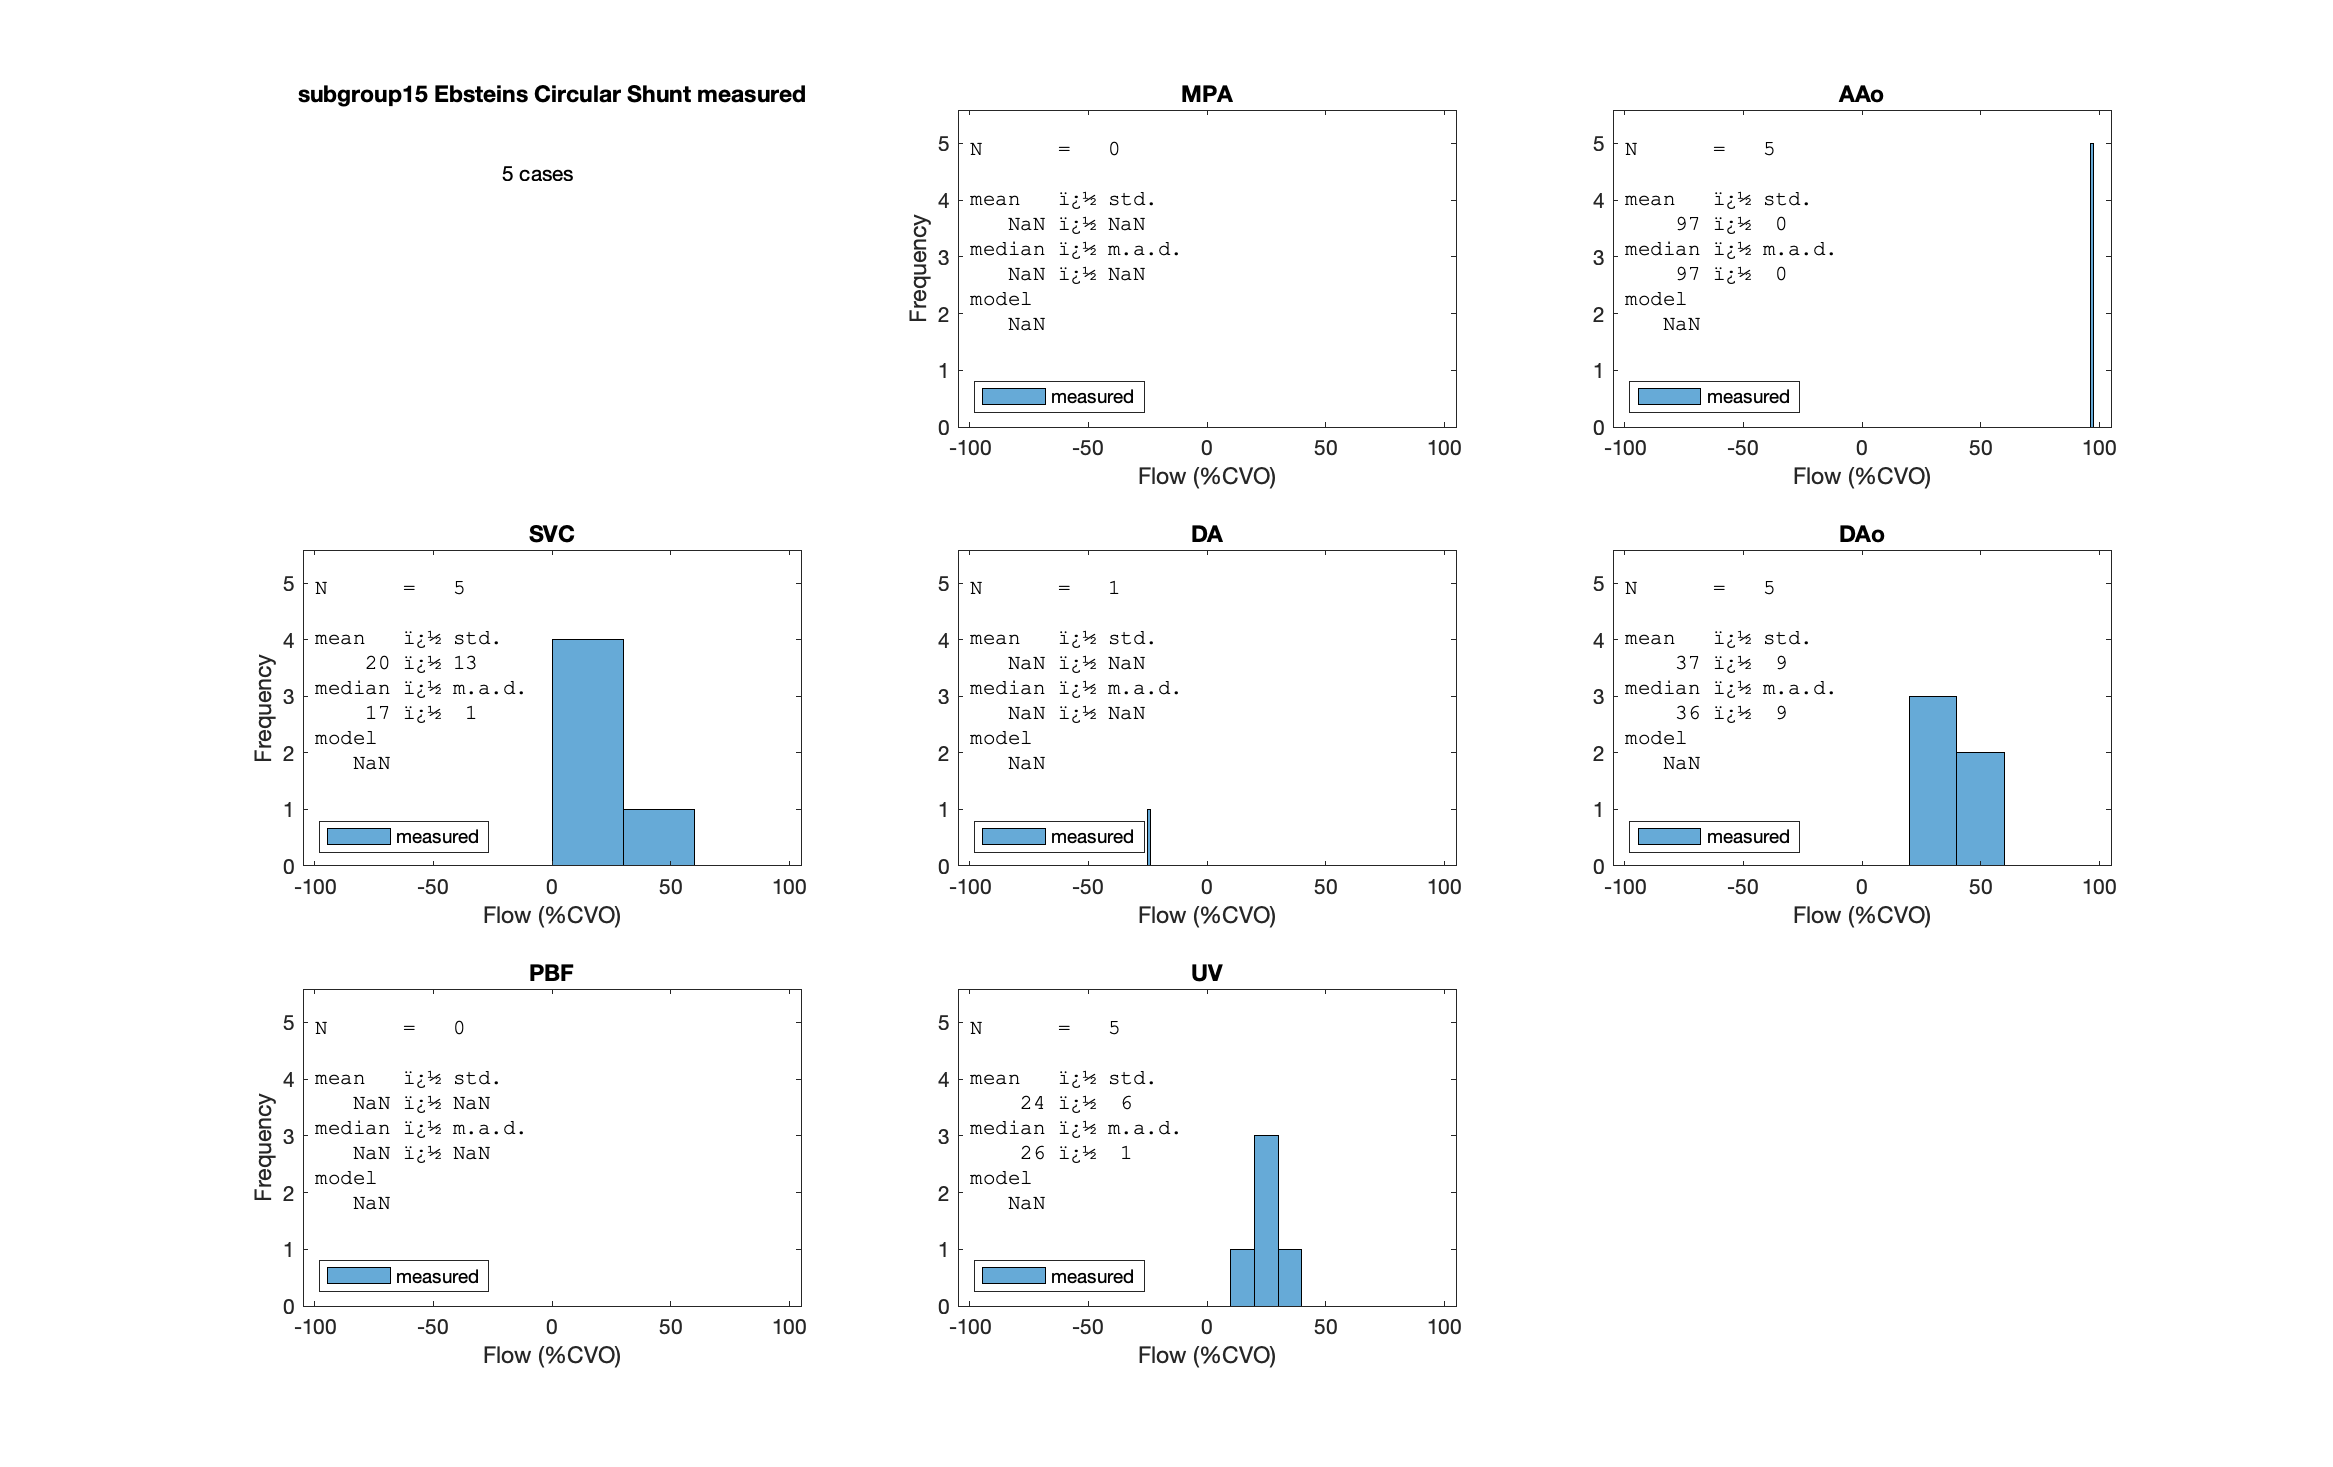 subgroup15 Ebsteins Circular Shunt measured
5 cases
MPA
N = 0
mean ï¿½ std.
NaN ï¿½ NaN
median ï¿½ m.a.d.
NaN ï¿½ NaN
model
NaN
measured
Frequency
0 1 2 3 4 5
-100 -50 0 50 100
Flow (%CVO)
AAo
N = 5
mean ï¿½ std.
97 ï¿½ 0
median ï¿½ m.a.d.
97 ï¿½ 0
model
NaN
measured
0 1 2 3 4 5
-100 -50 0 50 100
Flow (%CVO)
SVC
N = 5
mean ï¿½ std.
20 ï¿½ 13
median ï¿½ m.a.d.
17 ï¿½ 1
model
NaN
measured
Frequency
0 1 2 3 4 5
-100 -50 0 50 100
Flow (%CVO)
DA
N = 1
mean ï¿½ std.
NaN ï¿½ NaN
median ï¿½ m.a.d.
NaN ï¿½ NaN
model
NaN
measured
0 1 2 3 4 5
-100 -50 0 50 100
Flow (%CVO)
DAo
N = 5
mean ï¿½ std.
37 ï¿½ 9
median ï¿½ m.a.d.
36 ï¿½ 9
model
NaN
measured
0 1 2 3 4 5
-100 -50 0 50 100
Flow (%CVO)
PBF
N = 0
mean ï¿½ std.
NaN ï¿½ NaN
median ï¿½ m.a.d.
NaN ï¿½ NaN
model
NaN
measured
Frequency
0 1 2 3 4 5
-100 -50 0 50 100
Flow (%CVO)
UV
N = 5
mean ï¿½ std.
24 ï¿½ 6
median ï¿½ m.a.d.
26 ï¿½ 1
model
NaN
measured
0 1 2 3 4 5
-100 -50 0 50 100
Flow (%CVO)